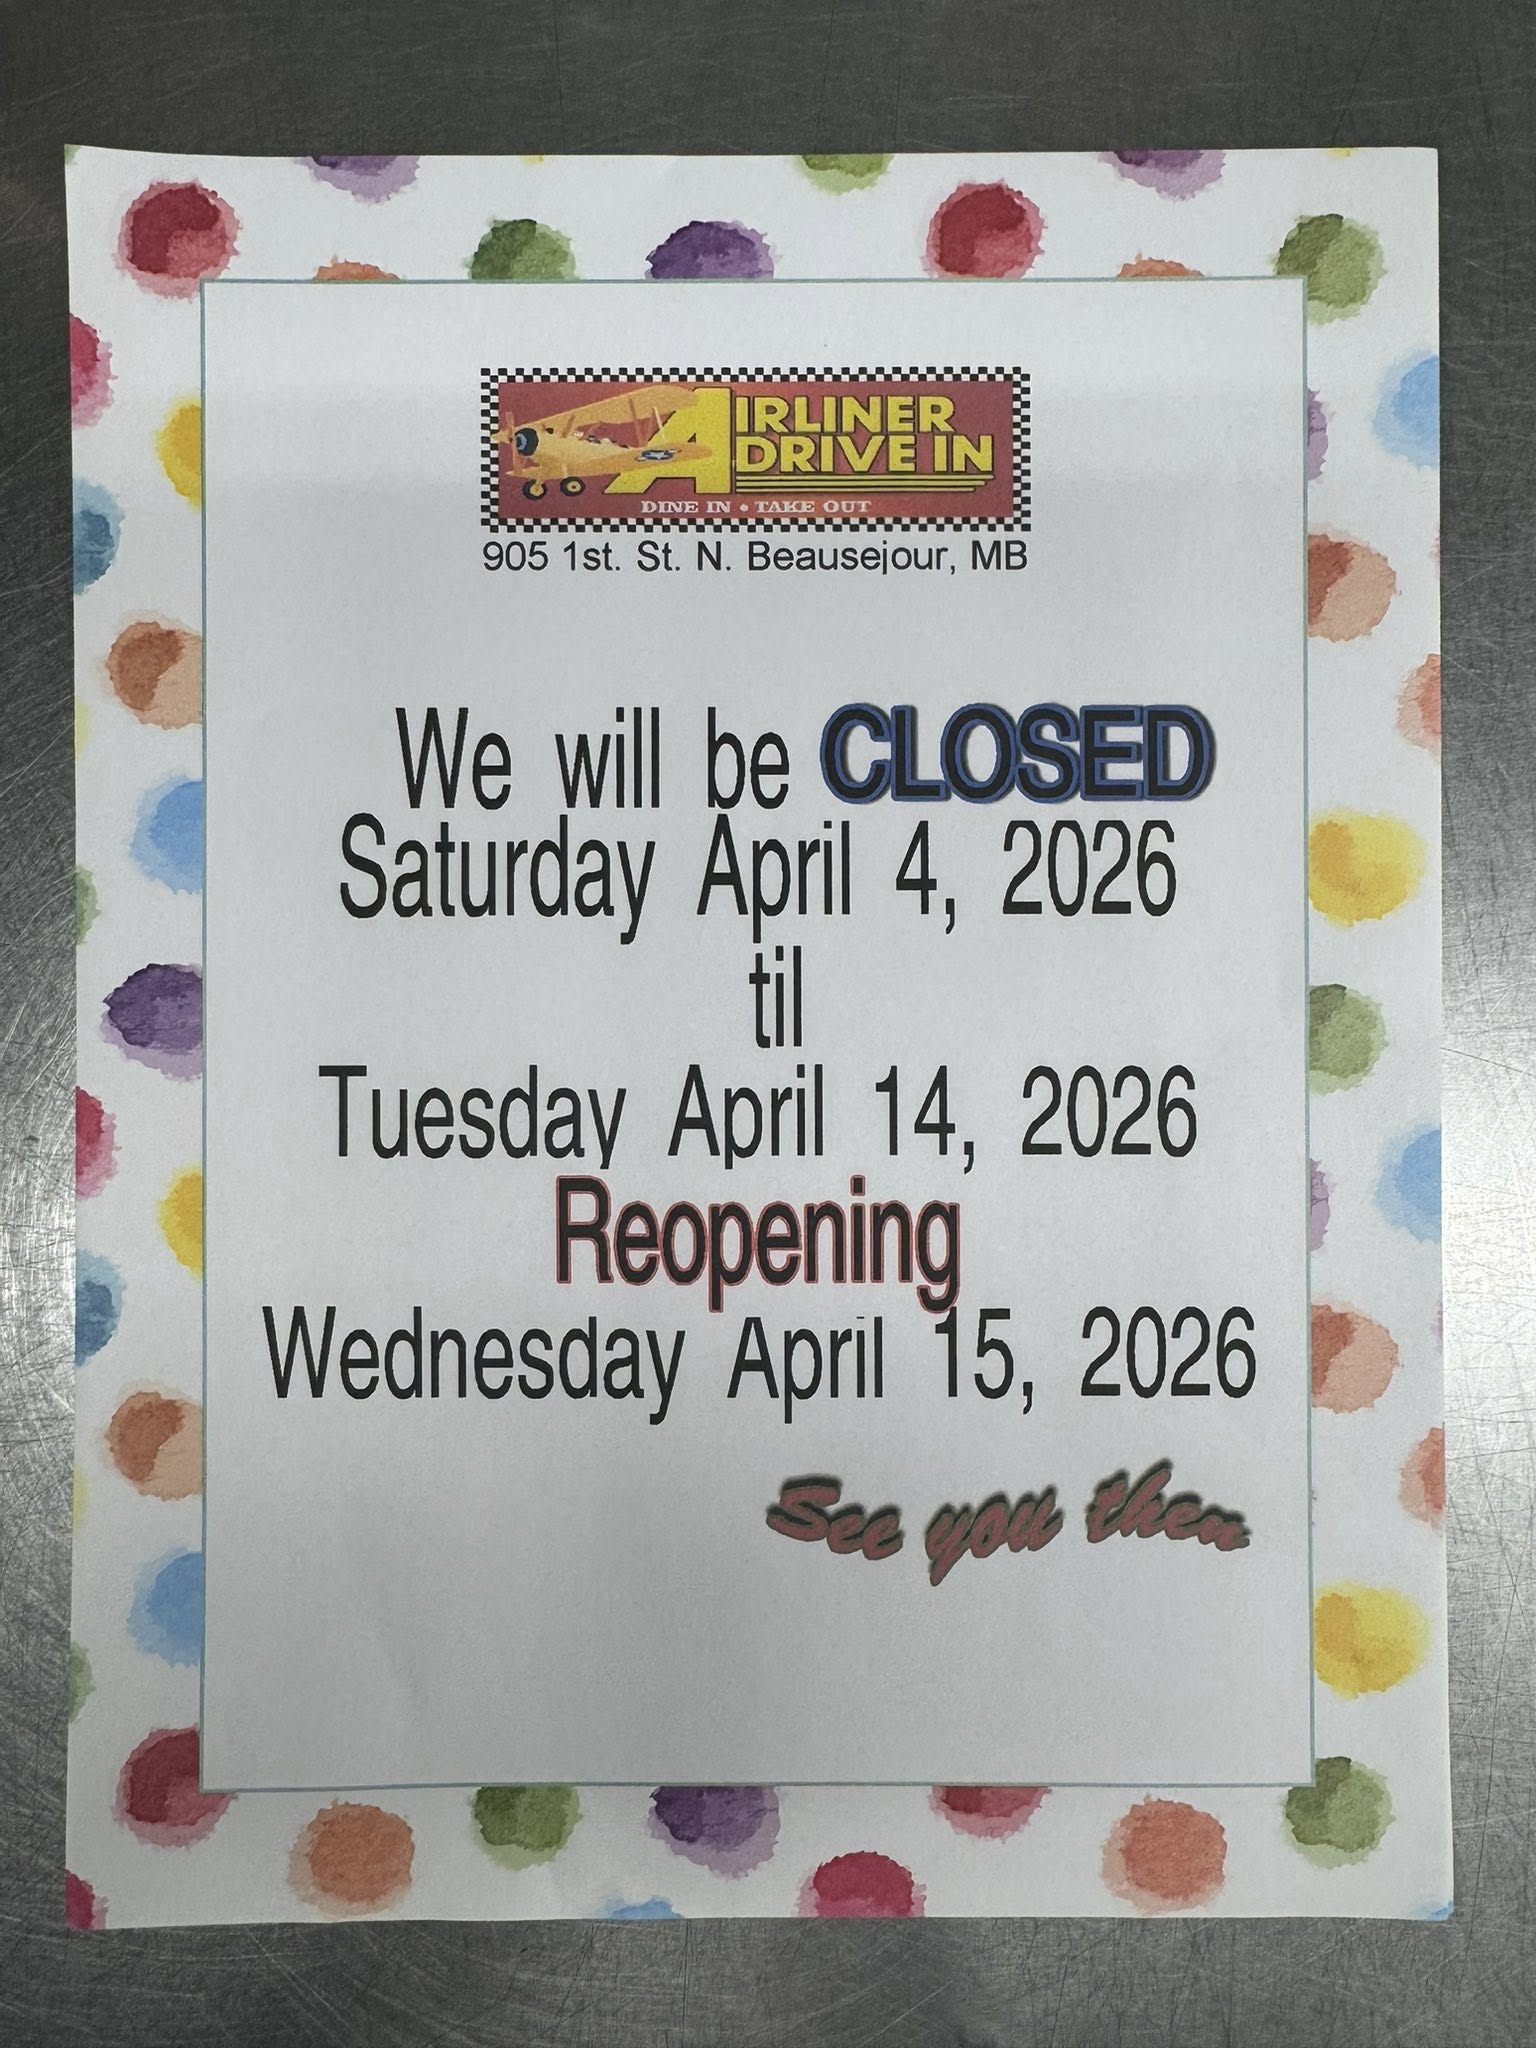 AIRLINER
DRIVE IN
DINE IN • TAKE OUT
905 1st. St. N. Beausejour, MB
We will be CLOSED
Saturday April 4, 2026
til
Tuesday April 14, 2026
Reopening
Wednesday April 15, 2026
See you then